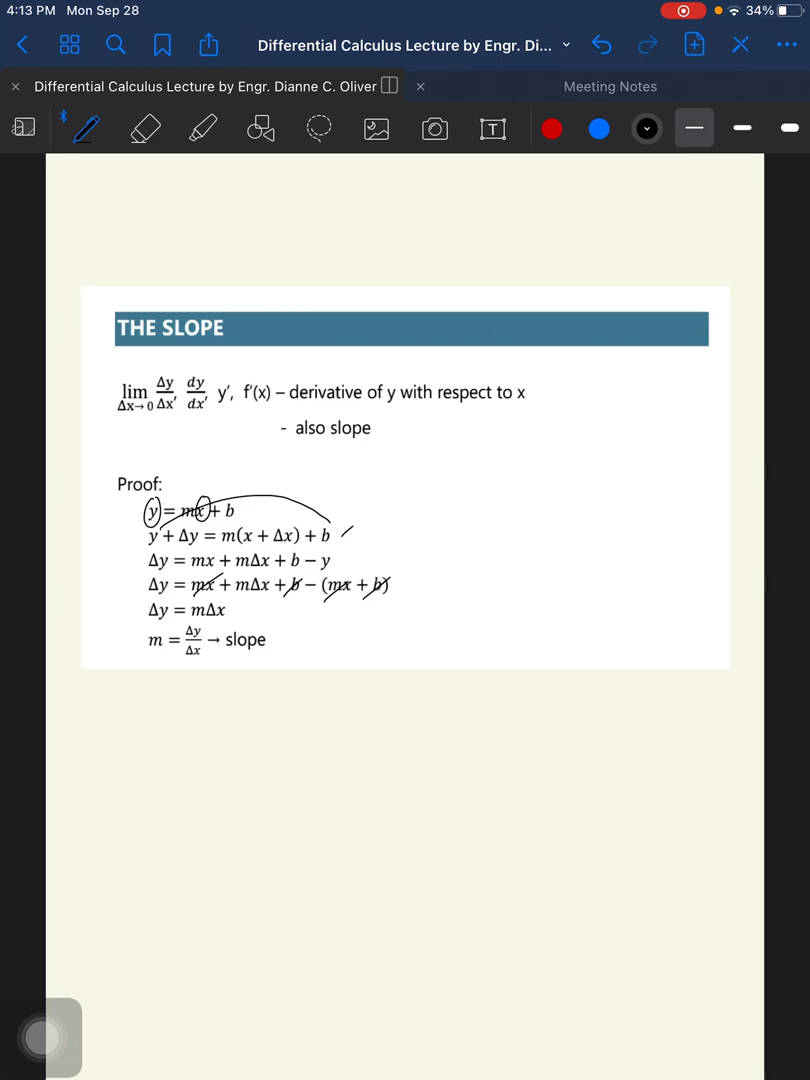 4:13 PM Mon Sep 28 34%
Differential Calculus Lecture by Engr. Di...
Differential Calculus Lecture by Engr. Dianne C. Oliver Meeting Notes
T
THE SLOPE
lim Δx→0 Δy/Δx, dy/dx, y′, f′(x) – derivative of y with respect to x
- also slope
Proof:
y = mx + b
y + Δy = m(x + Δx) + b
Δy = mx + mΔx + b − y
Δy = mx + mΔx + b − (mx + b)
Δy = mΔx
m = Δy/Δx → slope